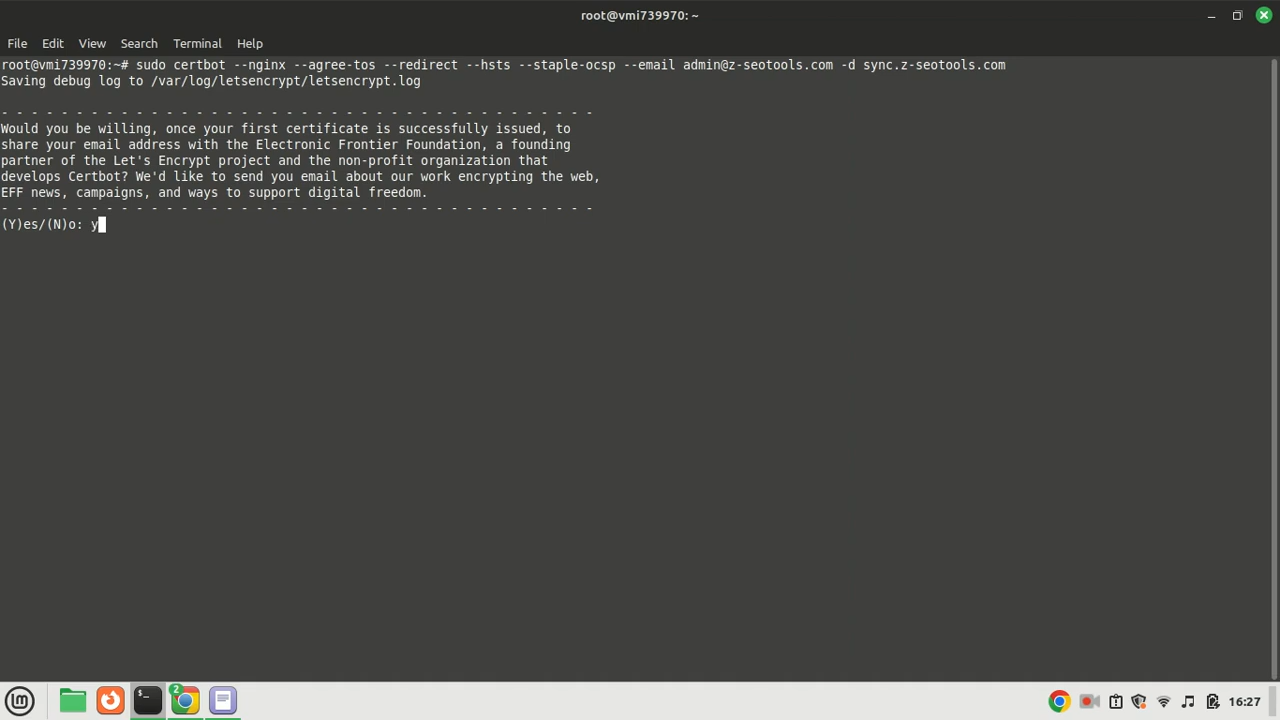 root@vmi739970: ~
File Edit View Search Terminal Help
root@vmi739970:~# sudo certbot --nginx --agree-tos --redirect --hsts --staple-ocsp --email admin@z-seotools.com -d sync.z-seotools.com
Saving debug log to /var/log/letsencrypt/letsencrypt.log
- - - - - - - - - - - - - - - - - - - - - - - - - - - - - - - - - - - - - - - -
Would you be willing, once your first certificate is successfully issued, to
share your email address with the Electronic Frontier Foundation, a founding
partner of the Let's Encrypt project and the non-profit organization that
develops Certbot? We'd like to send you email about our work encrypting the web,
EFF news, campaigns, and ways to support digital freedom.
- - - - - - - - - - - - - - - - - - - - - - - - - - - - - - - - - - - - - - - -
(Y)es/(N)o: y
$_
2
16:27